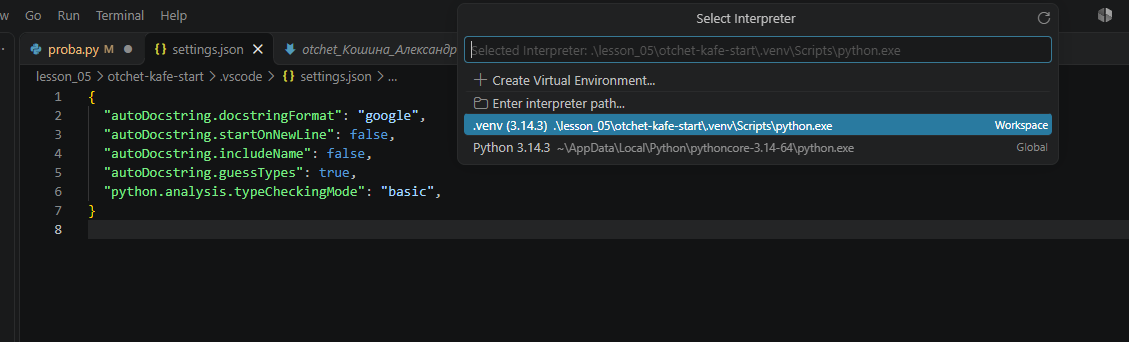 w Go Run Terminal Help
Select Interpreter
Selected Interpreter: .\lesson_05\otchet-kafe-start\.venv\Scripts\python.exe
Create Virtual Environment...
Enter interpreter path...
.venv (3.14.3) .\lesson_05\otchet-kafe-start\.venv\Scripts\python.exe Workspace
Python 3.14.3 ~\AppData\Local\Python\pythoncore-3.14-64\python.exe Global
proba.py M settings.json otchet_Кошина_Александр
lesson_05 > otchet-kafe-start > .vscode > {} settings.json > ...
1 {
2 "autoDocstring.docstringFormat": "google",
3 "autoDocstring.startOnNewLine": false,
4 "autoDocstring.includeName": false,
5 "autoDocstring.guessTypes": true,
6 "python.analysis.typeCheckingMode": "basic",
7 }
8